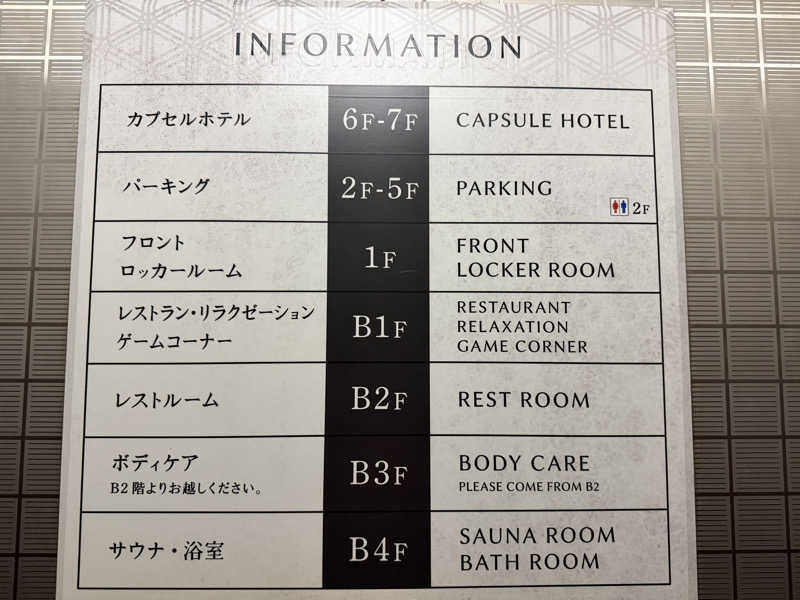 INFORMATION
カプセルホテル 6F-7F CAPSULE HOTEL
パーキング 2F-5F PARKING
2F
フロント
ロッカールーム
1F
FRONT
LOCKER ROOM
レストラン・リラクゼーション
ゲームコーナー
B1F
RESTAURANT
RELAXATION
GAME CORNER
レストルーム B2F REST ROOM
ボディケア
B2階よりお越しください。
B3F
BODY CARE
PLEASE COME FROM B2
サウナ・浴室
B4F
SAUNA ROOM
BATH ROOM